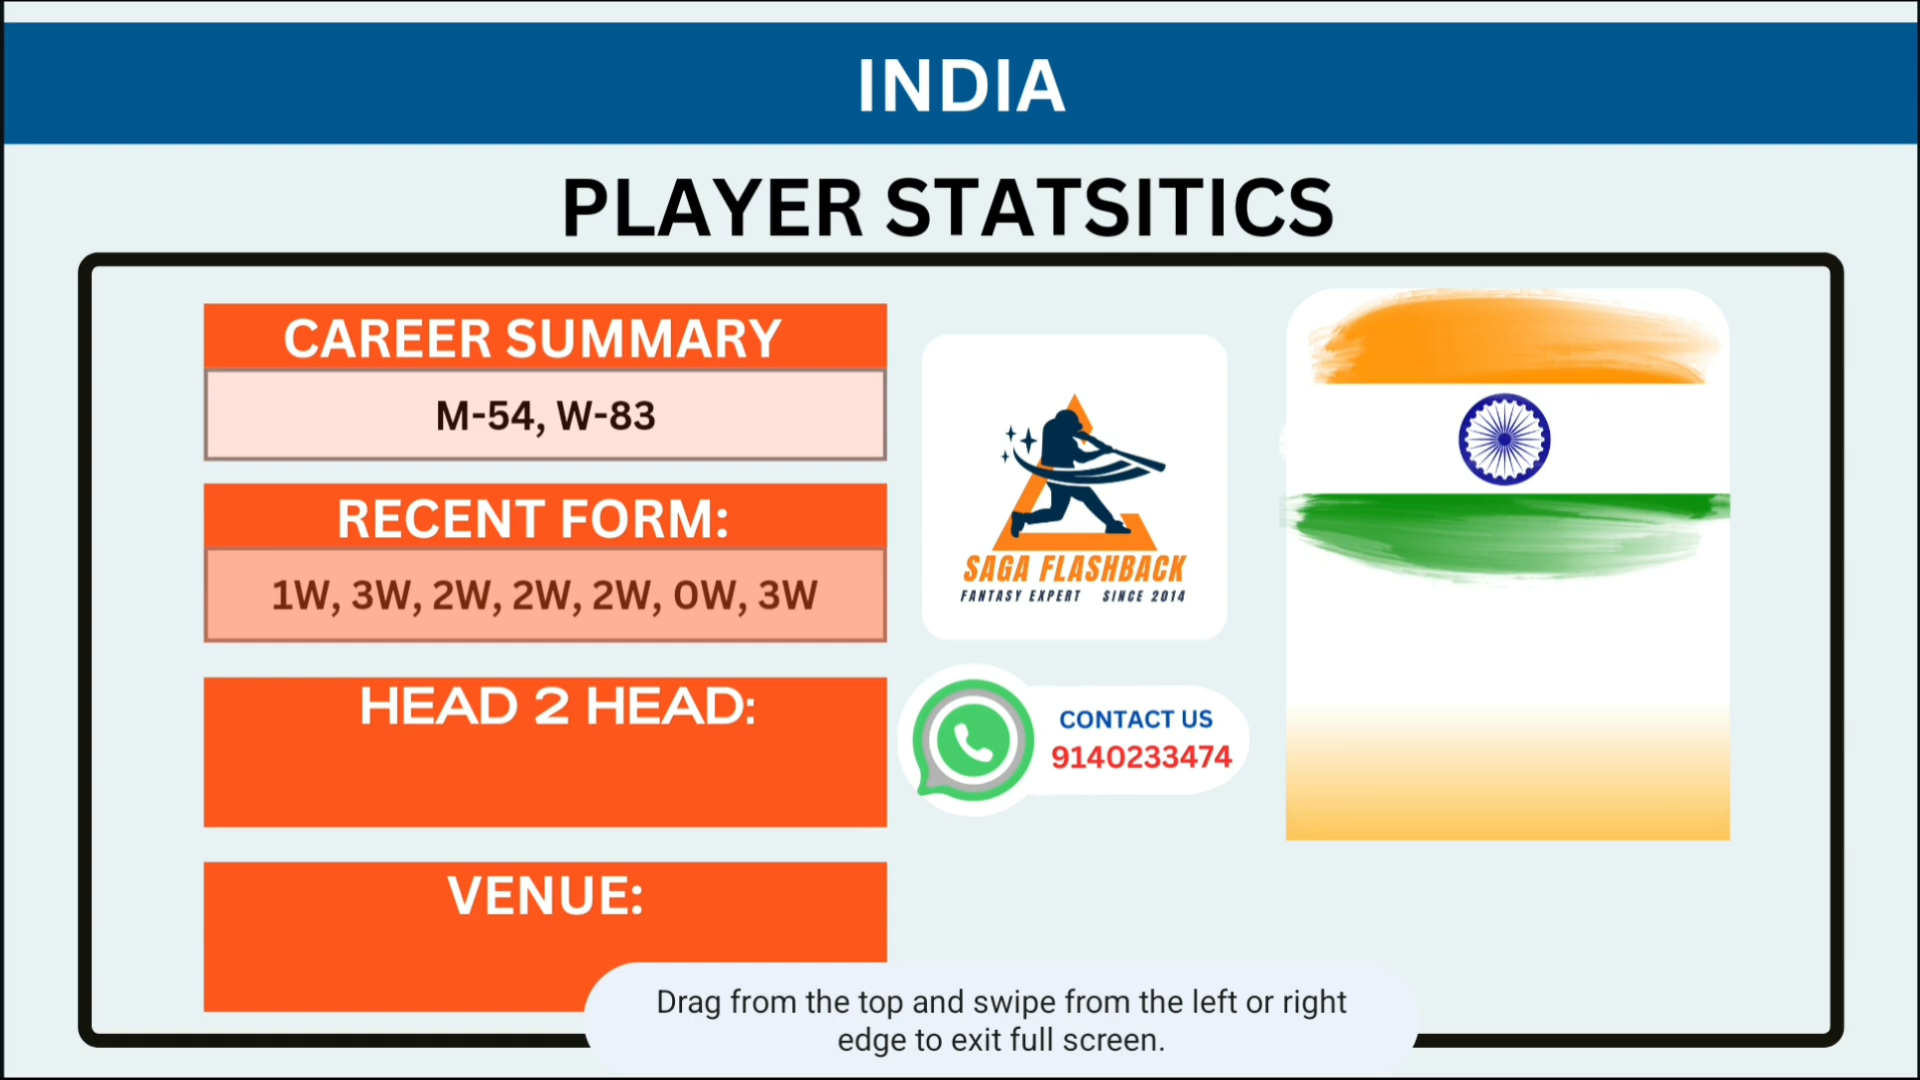 INDIA
PLAYER STATSITICS
CAREER SUMMARY
M-54, W-83
RECENT FORM:
1W, 3W, 2W, 2W, 2W, 0W, 3W
HEAD 2 HEAD:
VENUE:
SAGA FLASHBACK
FANTASY EXPERT SINCE 2014
CONTACT US
9140233474
Drag from the top and swipe from the left or right
edge to exit full screen.